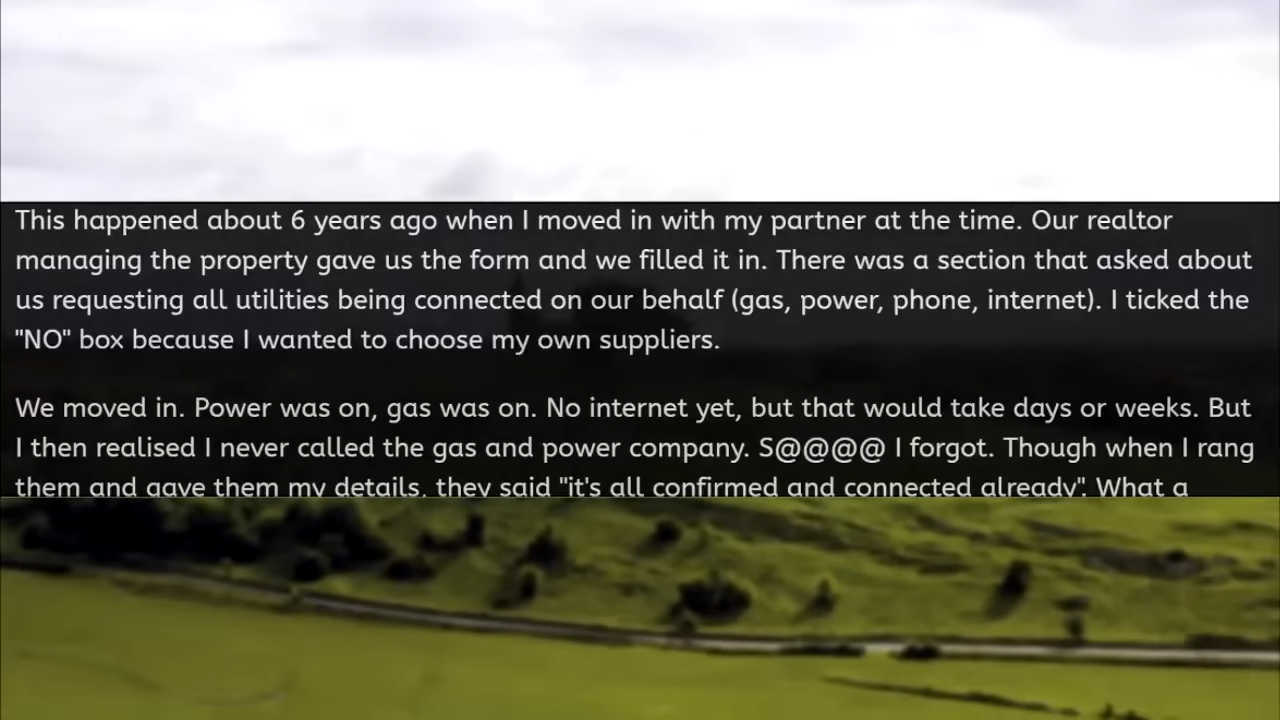 This happened about 6 years ago when I moved in with my partner at the time. Our realtor
managing the property gave us the form and we filled it in. There was a section that asked about
us requesting all utilities being connected on our behalf (gas, power, phone, internet). I ticked the
"NO" box because I wanted to choose my own suppliers.
We moved in. Power was on, gas was on. No internet yet, but that would take days or weeks. But
I then realised I never called the gas and power company. S@@@@ I forgot. Though when I rang
them and gave them my details, they said "it's all confirmed and connected already". What a